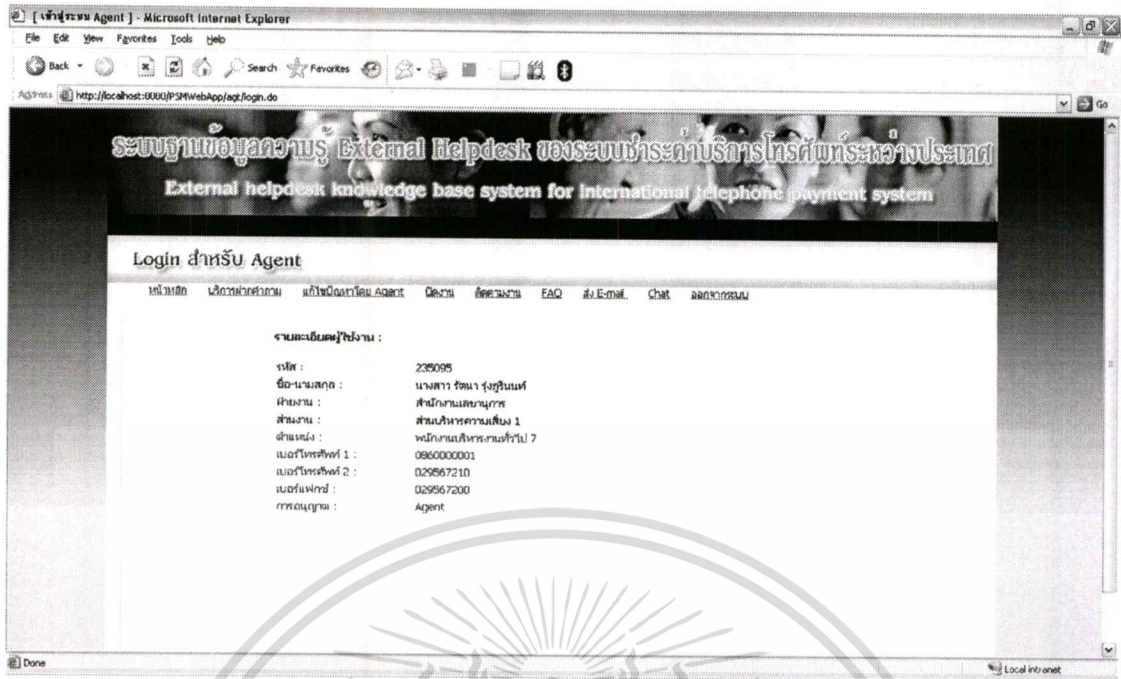 [ เข้าสู่ระบบ Agent ] - Microsoft Internet Explorer
File Edit View Favorites Tools Help
Back Search Favorites
Address http://localhost:8080/PSMWebApp/agt/login.do Go
ระบบฐานข้อมูลความรู้ External Helpdesk ของระบบชำระค่าบริการโทรศัพท์ระหว่างประเทศ
External helpdesk knowledge base system for international telephone payment system
Login สำหรับ Agent
หน้าหลัก บริการฝากคำถาม แก้ไขปัญหาโดย Agent ปิดงาน ติดตามงาน FAQ ส่ง E-mail Chat ออกจากระบบ
รายละเอียดผู้ใช้งาน :
รหัส : 235095
ชื่อ-นามสกุล : นางสาว รัตนา รุ่งภูรินนท์
ฝ่ายงาน : สำนักงานเลขานุการ
ส่วนงาน : ส่วนบริหารความเสี่ยง 1
ตำแหน่ง : พนักงานบริหารงานทั่วไป 7
เบอร์โทรศัพท์ 1 : 0860000001
เบอร์โทรศัพท์ 2 : 029567210
เบอร์แฟกซ์ : 029567200
การอนุญาต : Agent
Done Local intranet